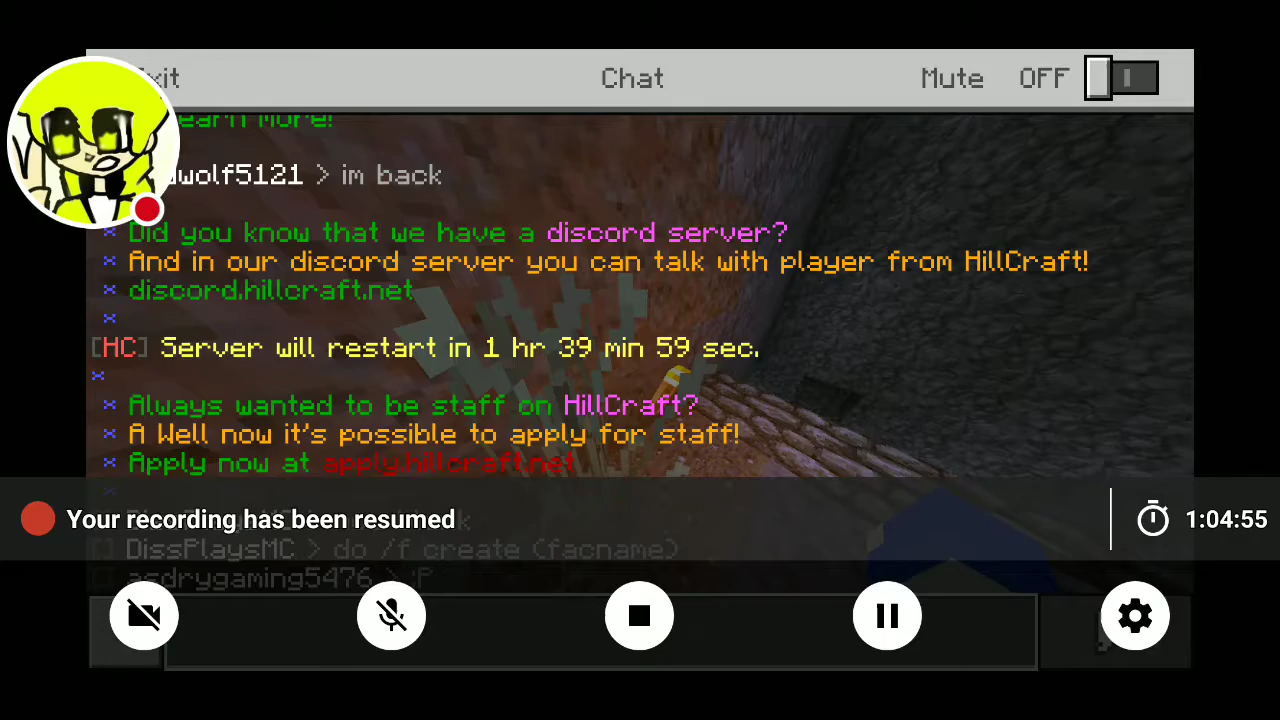 Exit Chat Mute OFF
Learn More!
wolf5121 > im back
× Did you know that we have a discord server?
× And in our discord server you can talk with player from HillCraft!
× discord.hillcraft.net
×
[HC] Server will restart in 1 hr 39 min 59 sec.
×
× Always wanted to be staff on HillCraft?
× A Well now it's possible to apply for staff!
× Apply now at apply.hillcraft.net
×
Your recording has been resumed 1:04:55
DissPlaysMC > do /f create (facname)
asdrygaming5476 > :P